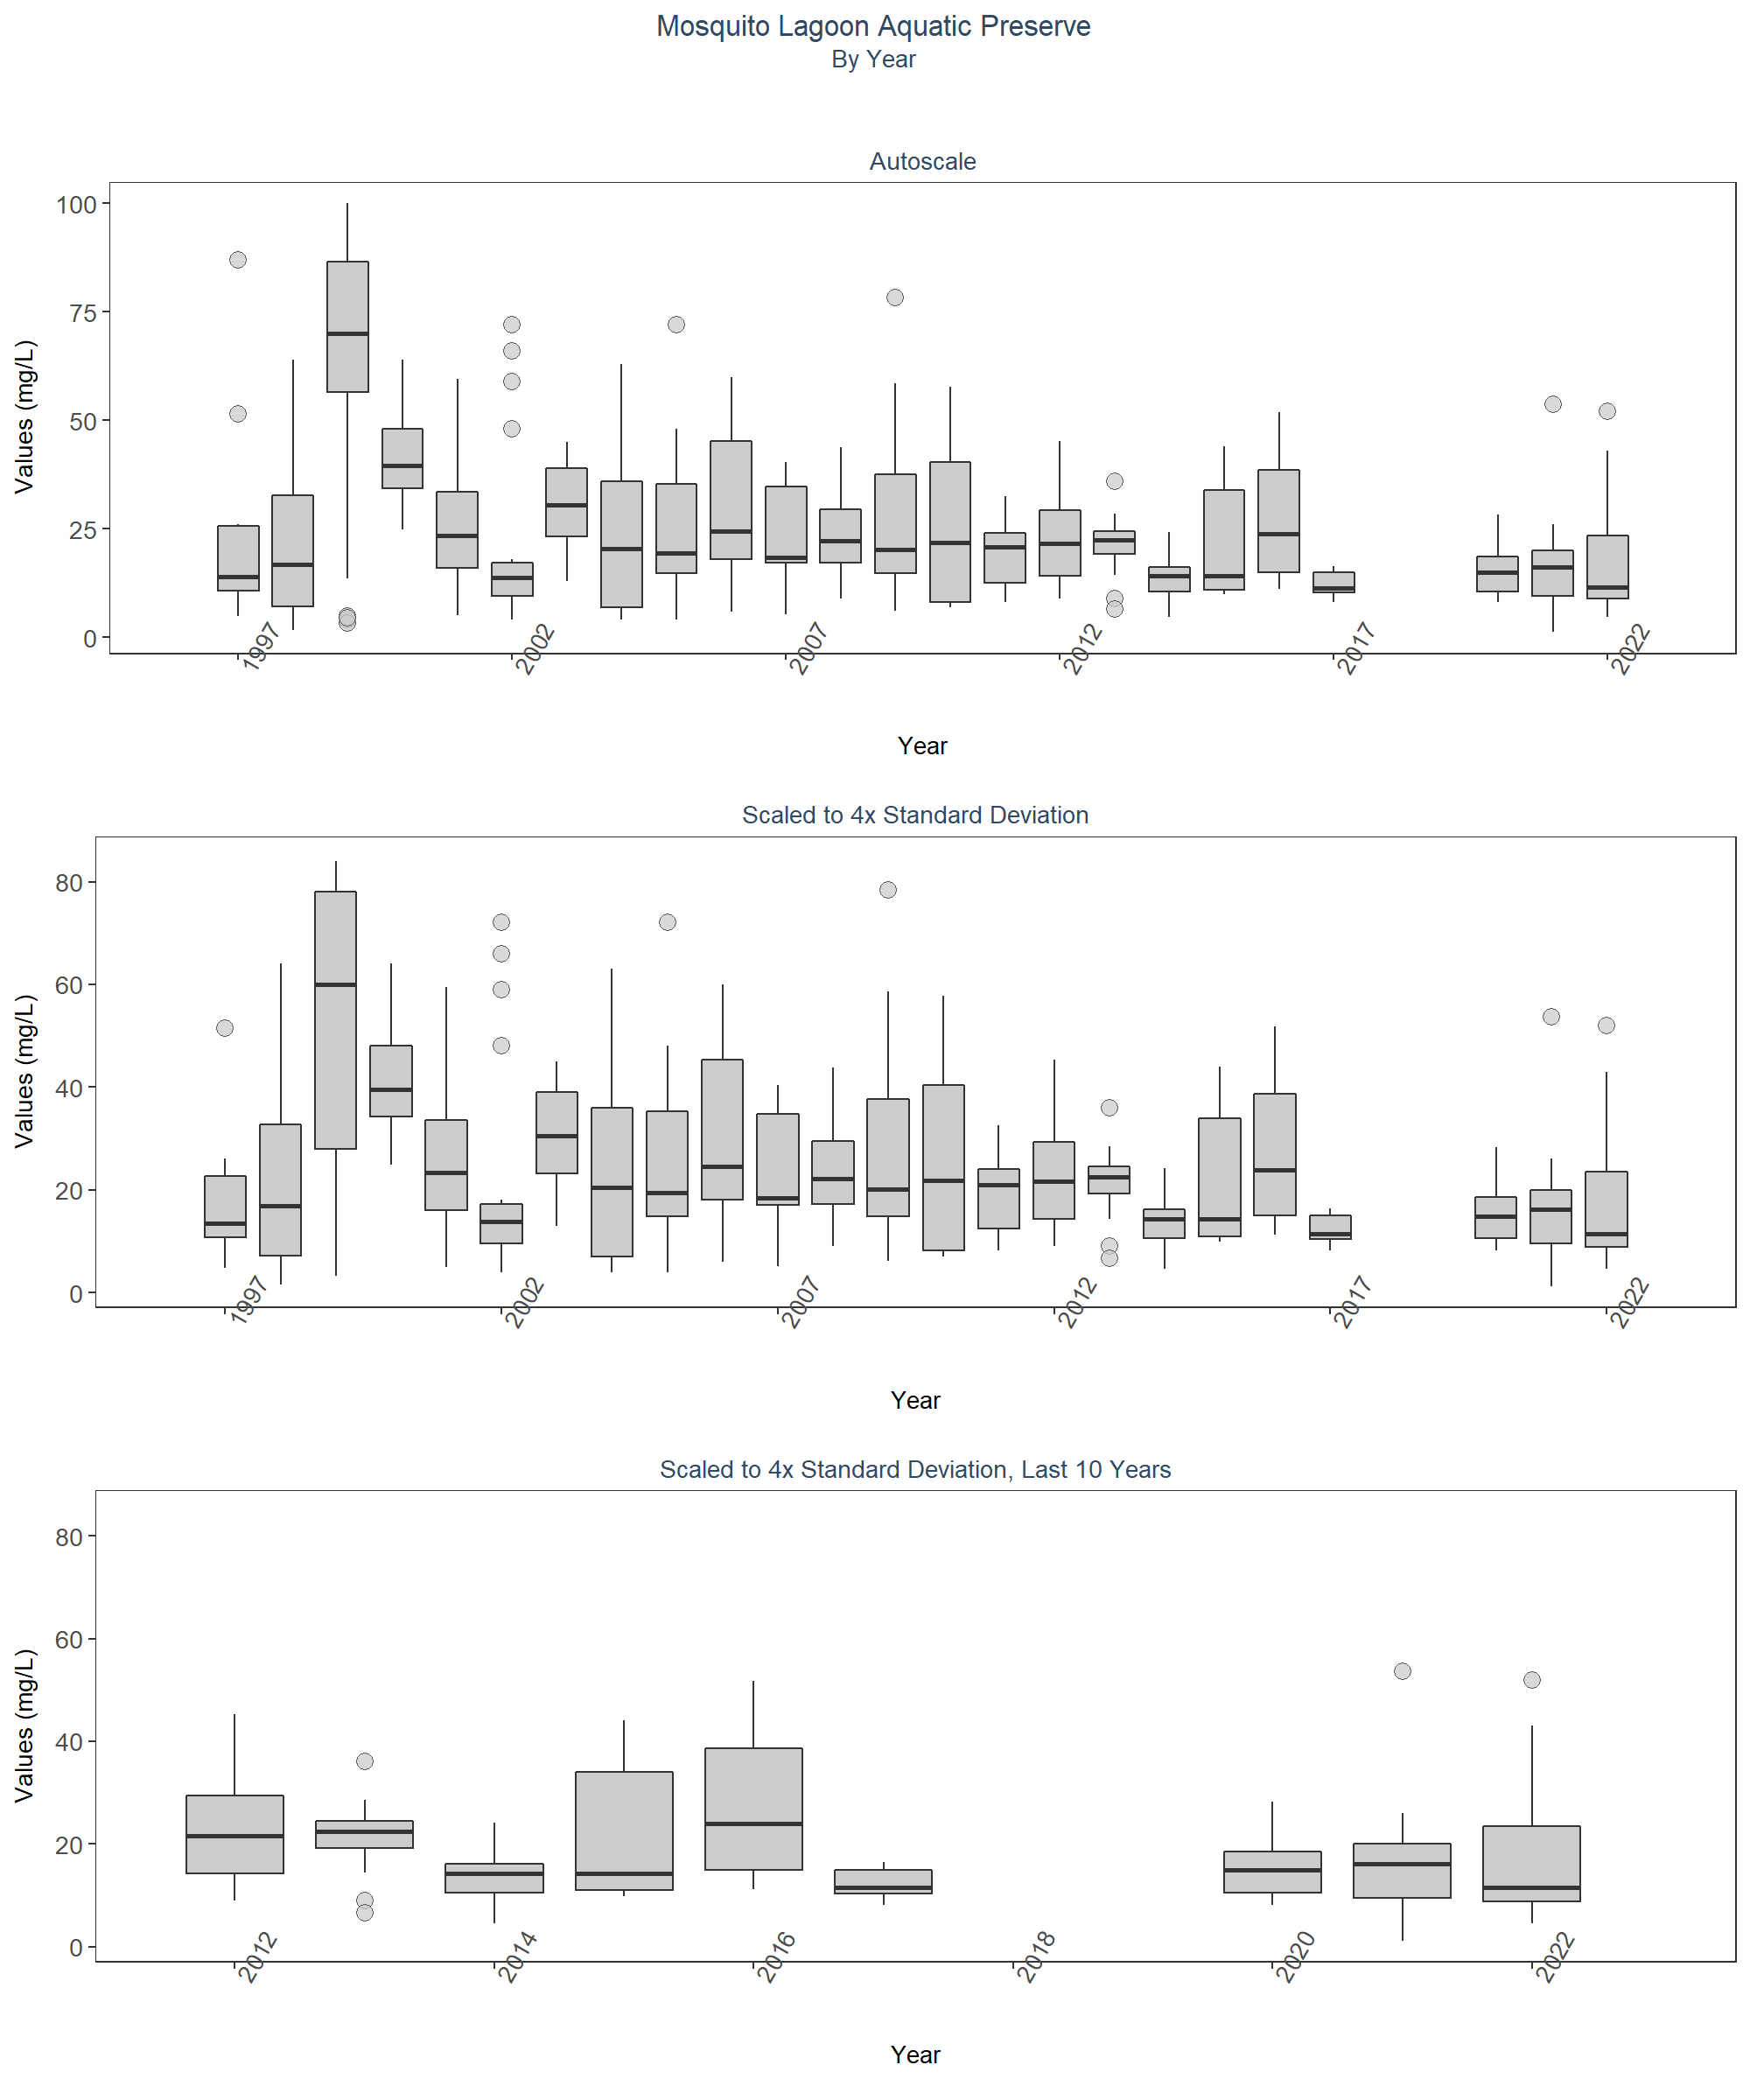 Mosquito Lagoon Aquatic Preserve
By Year
Autoscale
Values (mg/L)
100
75
50
25
0
1997 2002 2007 2012 2017 2022
Year
Scaled to 4x Standard Deviation
Values (mg/L)
80
60
40
20
0
1997 2002 2007 2012 2017 2022
Year
Scaled to 4x Standard Deviation, Last 10 Years
Values (mg/L)
80
60
40
20
0
2012 2014 2016 2018 2020 2022
Year